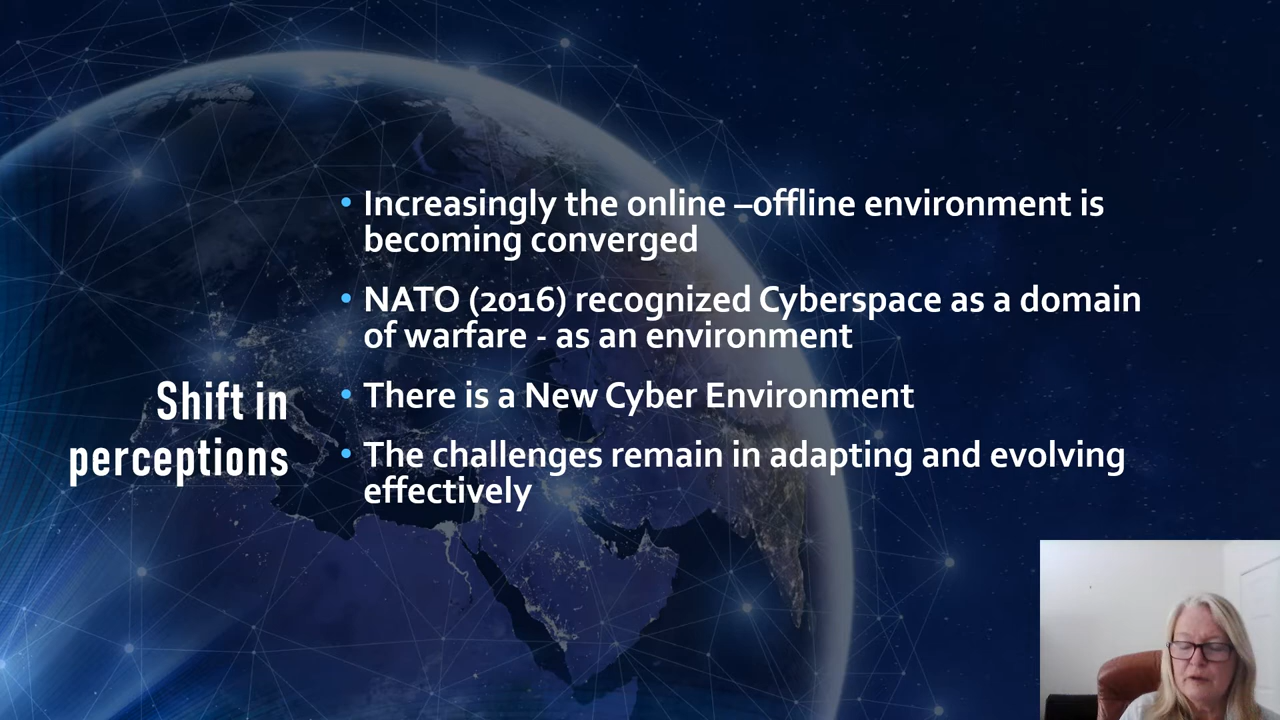 Shift in
perceptions
• Increasingly the online –offline environment is
becoming converged
• NATO (2016) recognized Cyberspace as a domain
of warfare - as an environment
• There is a New Cyber Environment
• The challenges remain in adapting and evolving
effectively